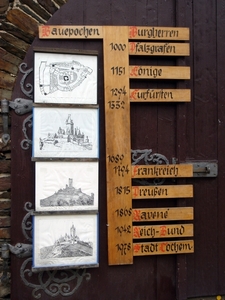 Bauepochen Burgherren
1000 Pfalzgrafen
1151 Könige
1294 Kurfürsten
1332
1689
1794 Frankreich
1815 Preußen
1868 Ravené
1942 Reich-Bund
1978 Stadt Cochem